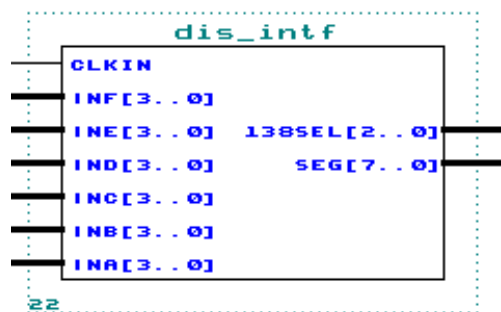 dis_intf
CLKIN
INF[3..0]
INE[3..0] 138SEL[2..0]
IND[3..0] SEG[7..0]
INC[3..0]
INB[3..0]
INA[3..0]
22